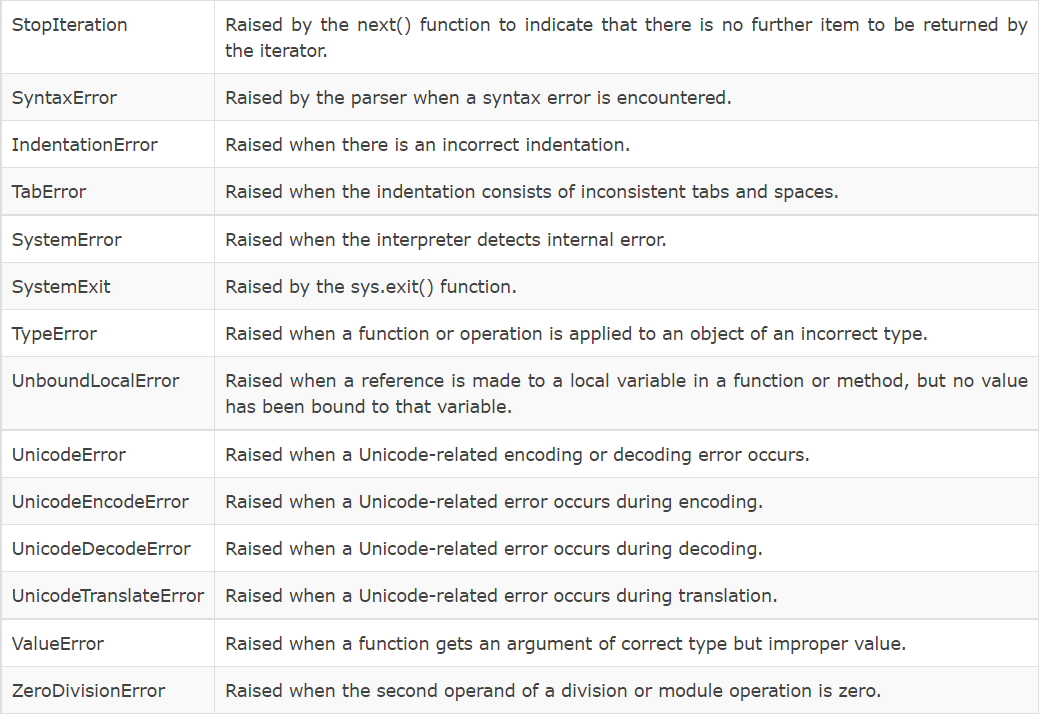 StopIteration Raised by the next() function to indicate that there is no further item to be returned by
the iterator.
SyntaxError Raised by the parser when a syntax error is encountered.
IndentationError Raised when there is an incorrect indentation.
TabError Raised when the indentation consists of inconsistent tabs and spaces.
SystemError Raised when the interpreter detects internal error.
SystemExit Raised by the sys.exit() function.
TypeError Raised when a function or operation is applied to an object of an incorrect type.
UnboundLocalError Raised when a reference is made to a local variable in a function or method, but no value
has been bound to that variable.
UnicodeError Raised when a Unicode-related encoding or decoding error occurs.
UnicodeEncodeError Raised when a Unicode-related error occurs during encoding.
UnicodeDecodeError Raised when a Unicode-related error occurs during decoding.
UnicodeTranslateError Raised when a Unicode-related error occurs during translation.
ValueError Raised when a function gets an argument of correct type but improper value.
ZeroDivisionError Raised when the second operand of a division or module operation is zero.